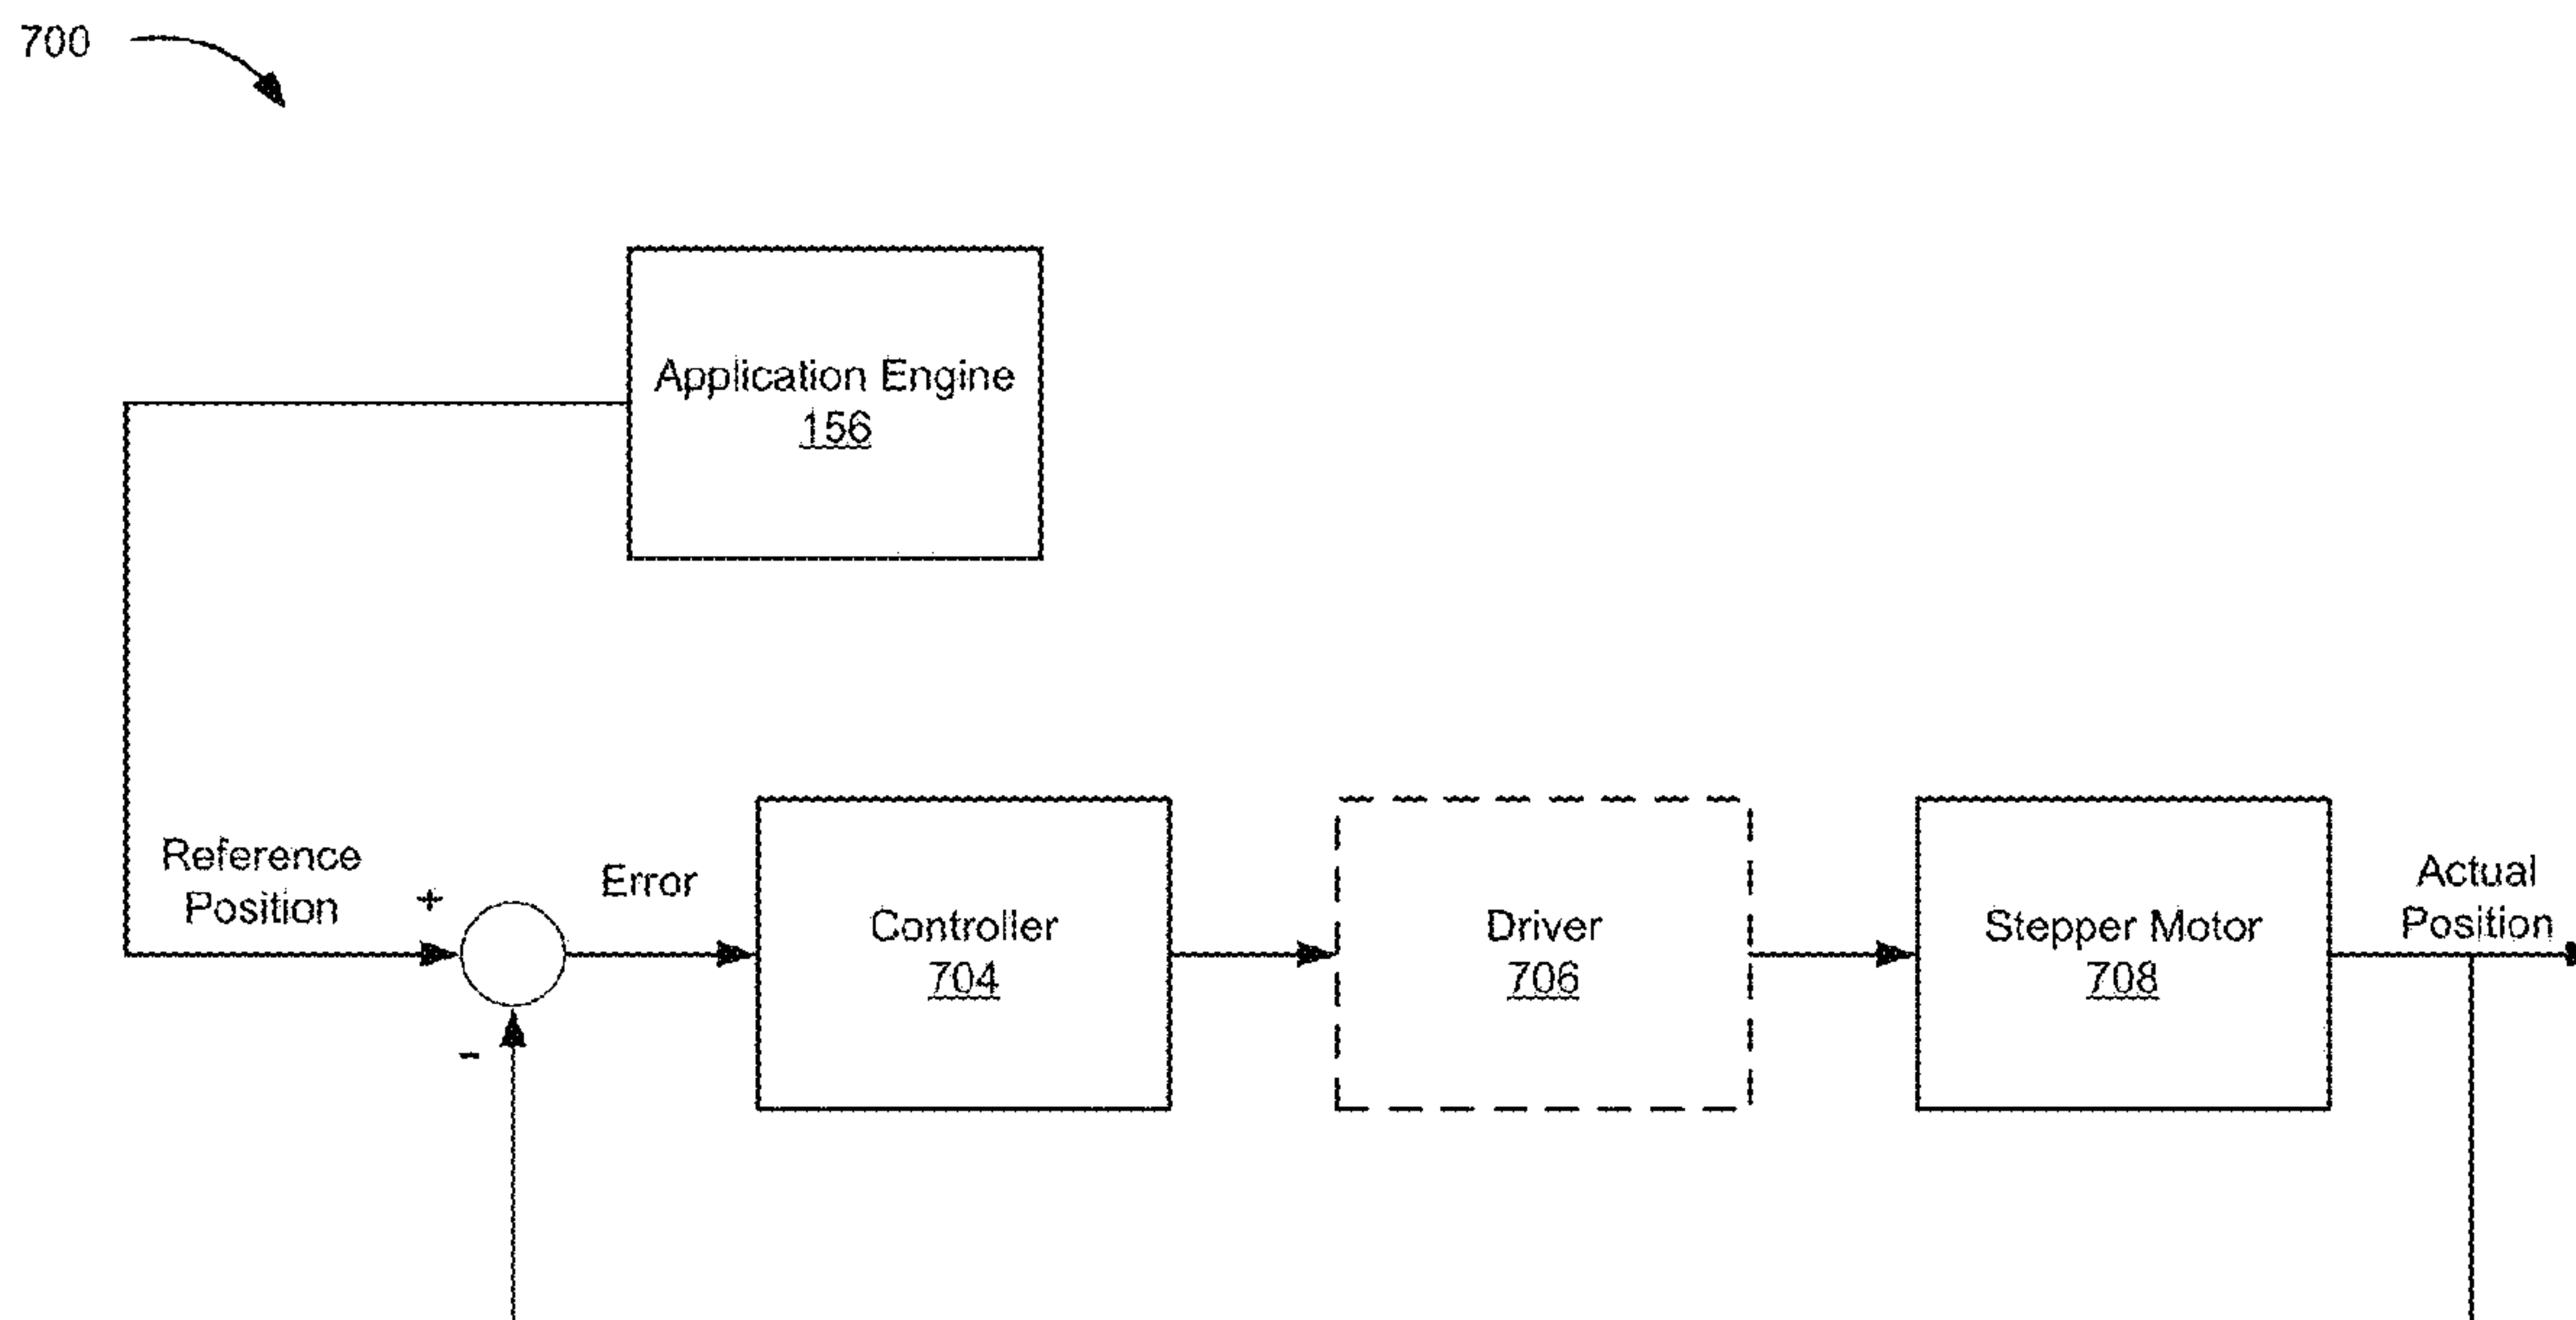 700
Application Engine
156
Reference
Position
+
Error
-
Controller
704
Driver
706
Stepper Motor
708
Actual
Position